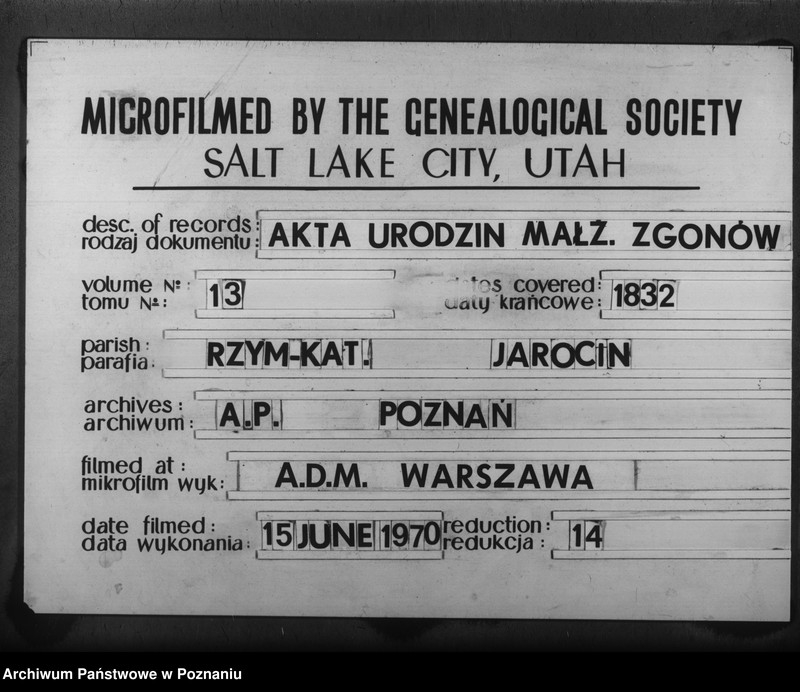 MICROFILMED BY THE GENEALOGICAL SOCIETY
SALT LAKE CITY, UTAH
desc. of records:
rodzaj dokumentu:
AKTA URODZIN MAŁŻ. ZGONÓW
volume No:
tomu No:
13
covered:
daty krańcowe:
1832
parish:
parafia:
RZYM-KAT. JAROCIN
archives:
archiwum:
A.P. POZNAŃ
filmed at:
mikrofilm wyk:
A.D.M. WARSZAWA
date filmed:
data wykonania:
15 JUNE 1970
reduction:
redukcja:
14
Archiwum Państwowe w Poznaniu